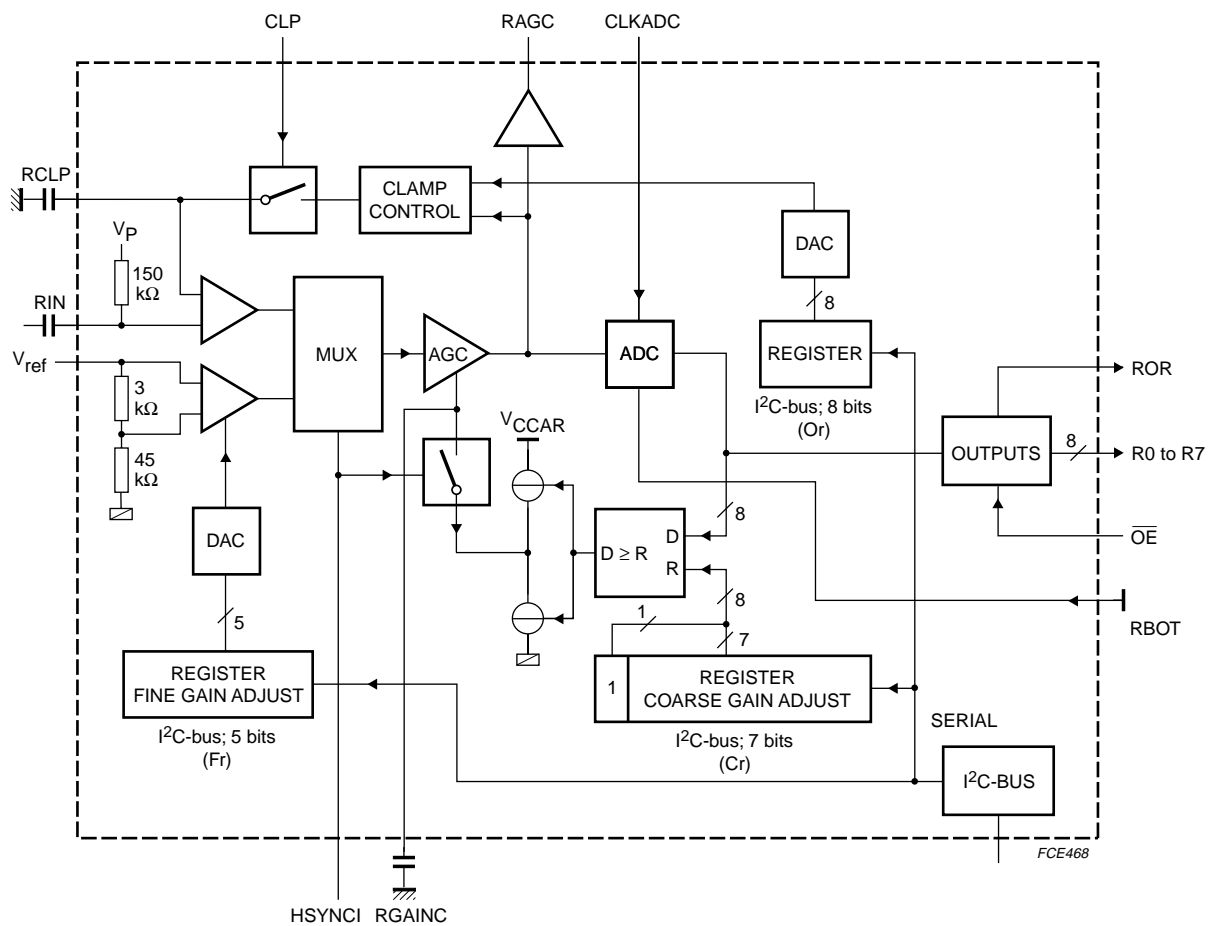 CLP RAGC CLKADC
RCLP
CLAMP
CONTROL
DAC
VP
150
kΩ
8
RIN
MUX
AGC
ADC
REGISTER
Vref
3
kΩ
I²C-bus; 8 bits
(Or)
ROR
VCCAR
45
kΩ
OUTPUTS
8
R0 to R7
DAC
8
D ≥ R
D
R
OE
8
1
7
RBOT
5
REGISTER
FINE GAIN ADJUST
1
REGISTER
COARSE GAIN ADJUST
I²C-bus; 5 bits
(Fr)
I²C-bus; 7 bits
(Cr)
SERIAL
I²C-BUS
FCE468
HSYNCI RGAINC